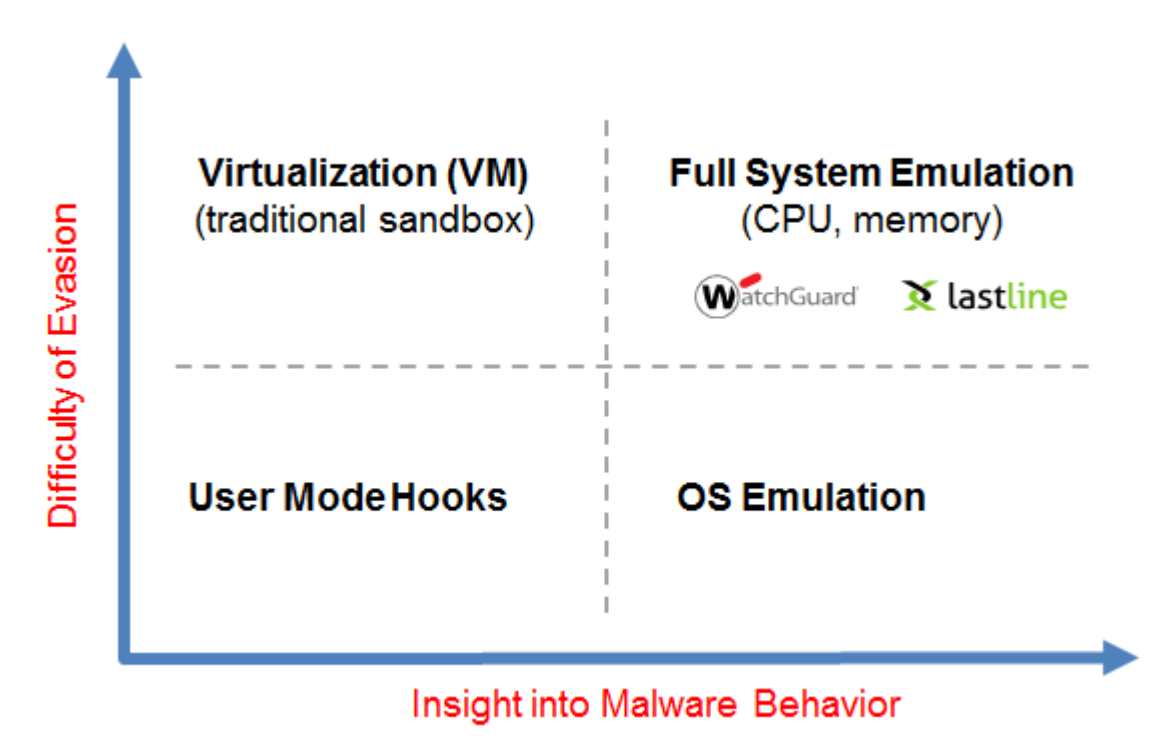 Difficulty of Evasion
Virtualization (VM)
(traditional sandbox)
Full System Emulation
(CPU, memory)
WatchGuard
lastline
User Mode Hooks
OS Emulation
Insight into Malware Behavior